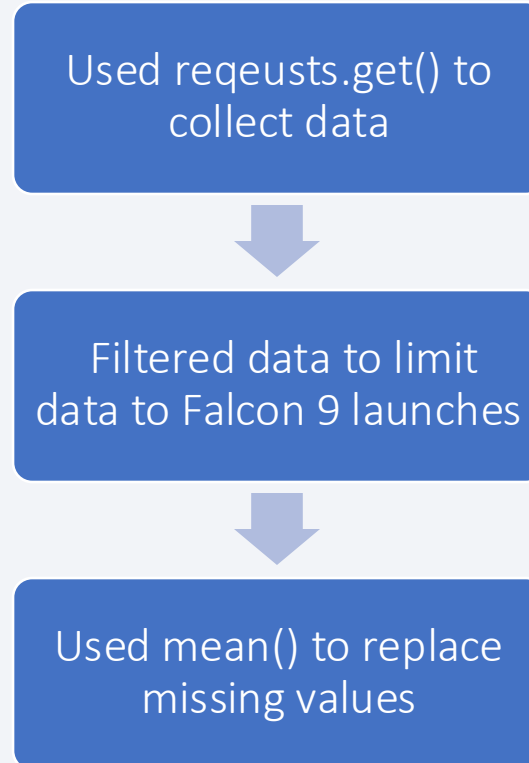 Used reqeusts.get() to
collect data
Filtered data to limit
data to Falcon 9 launches
Used mean() to replace
missing values